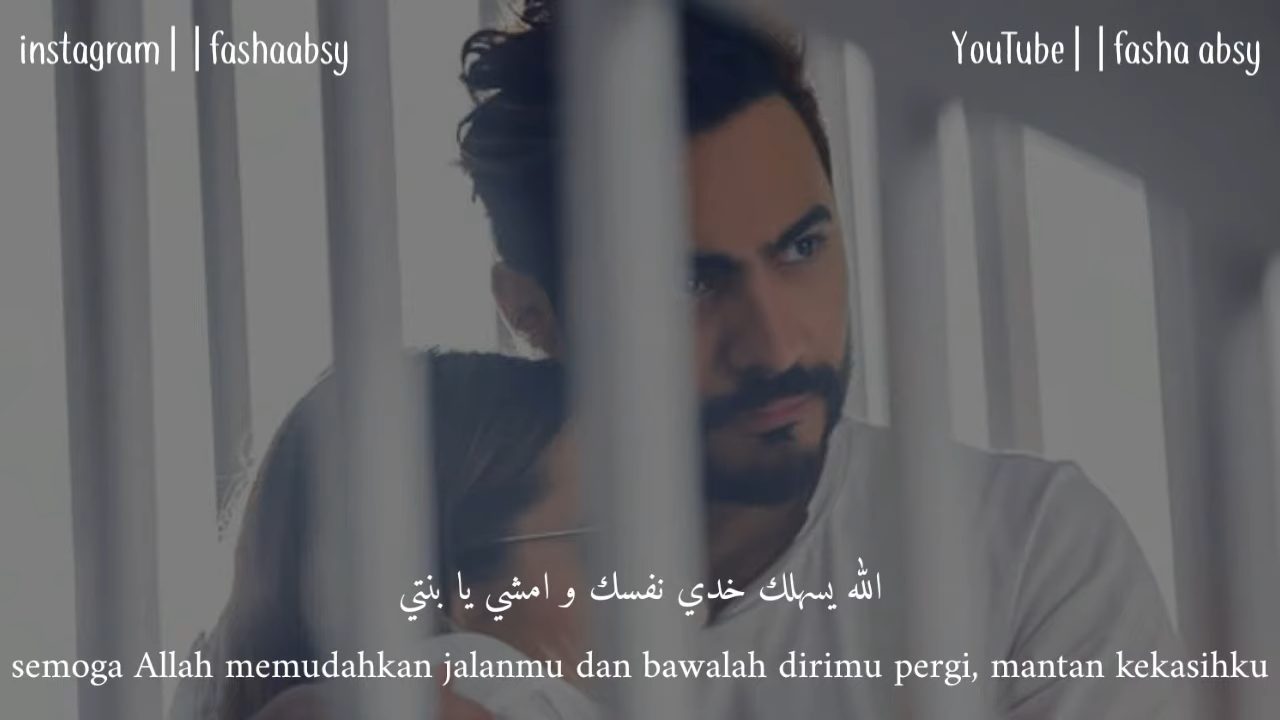 instagram||fashaabsy
YouTube||fasha absy
الله يسهلك خدي نفسك و امشي يا بنتي
semoga Allah memudahkan jalanmu dan bawalah dirimu pergi, mantan kekasihku